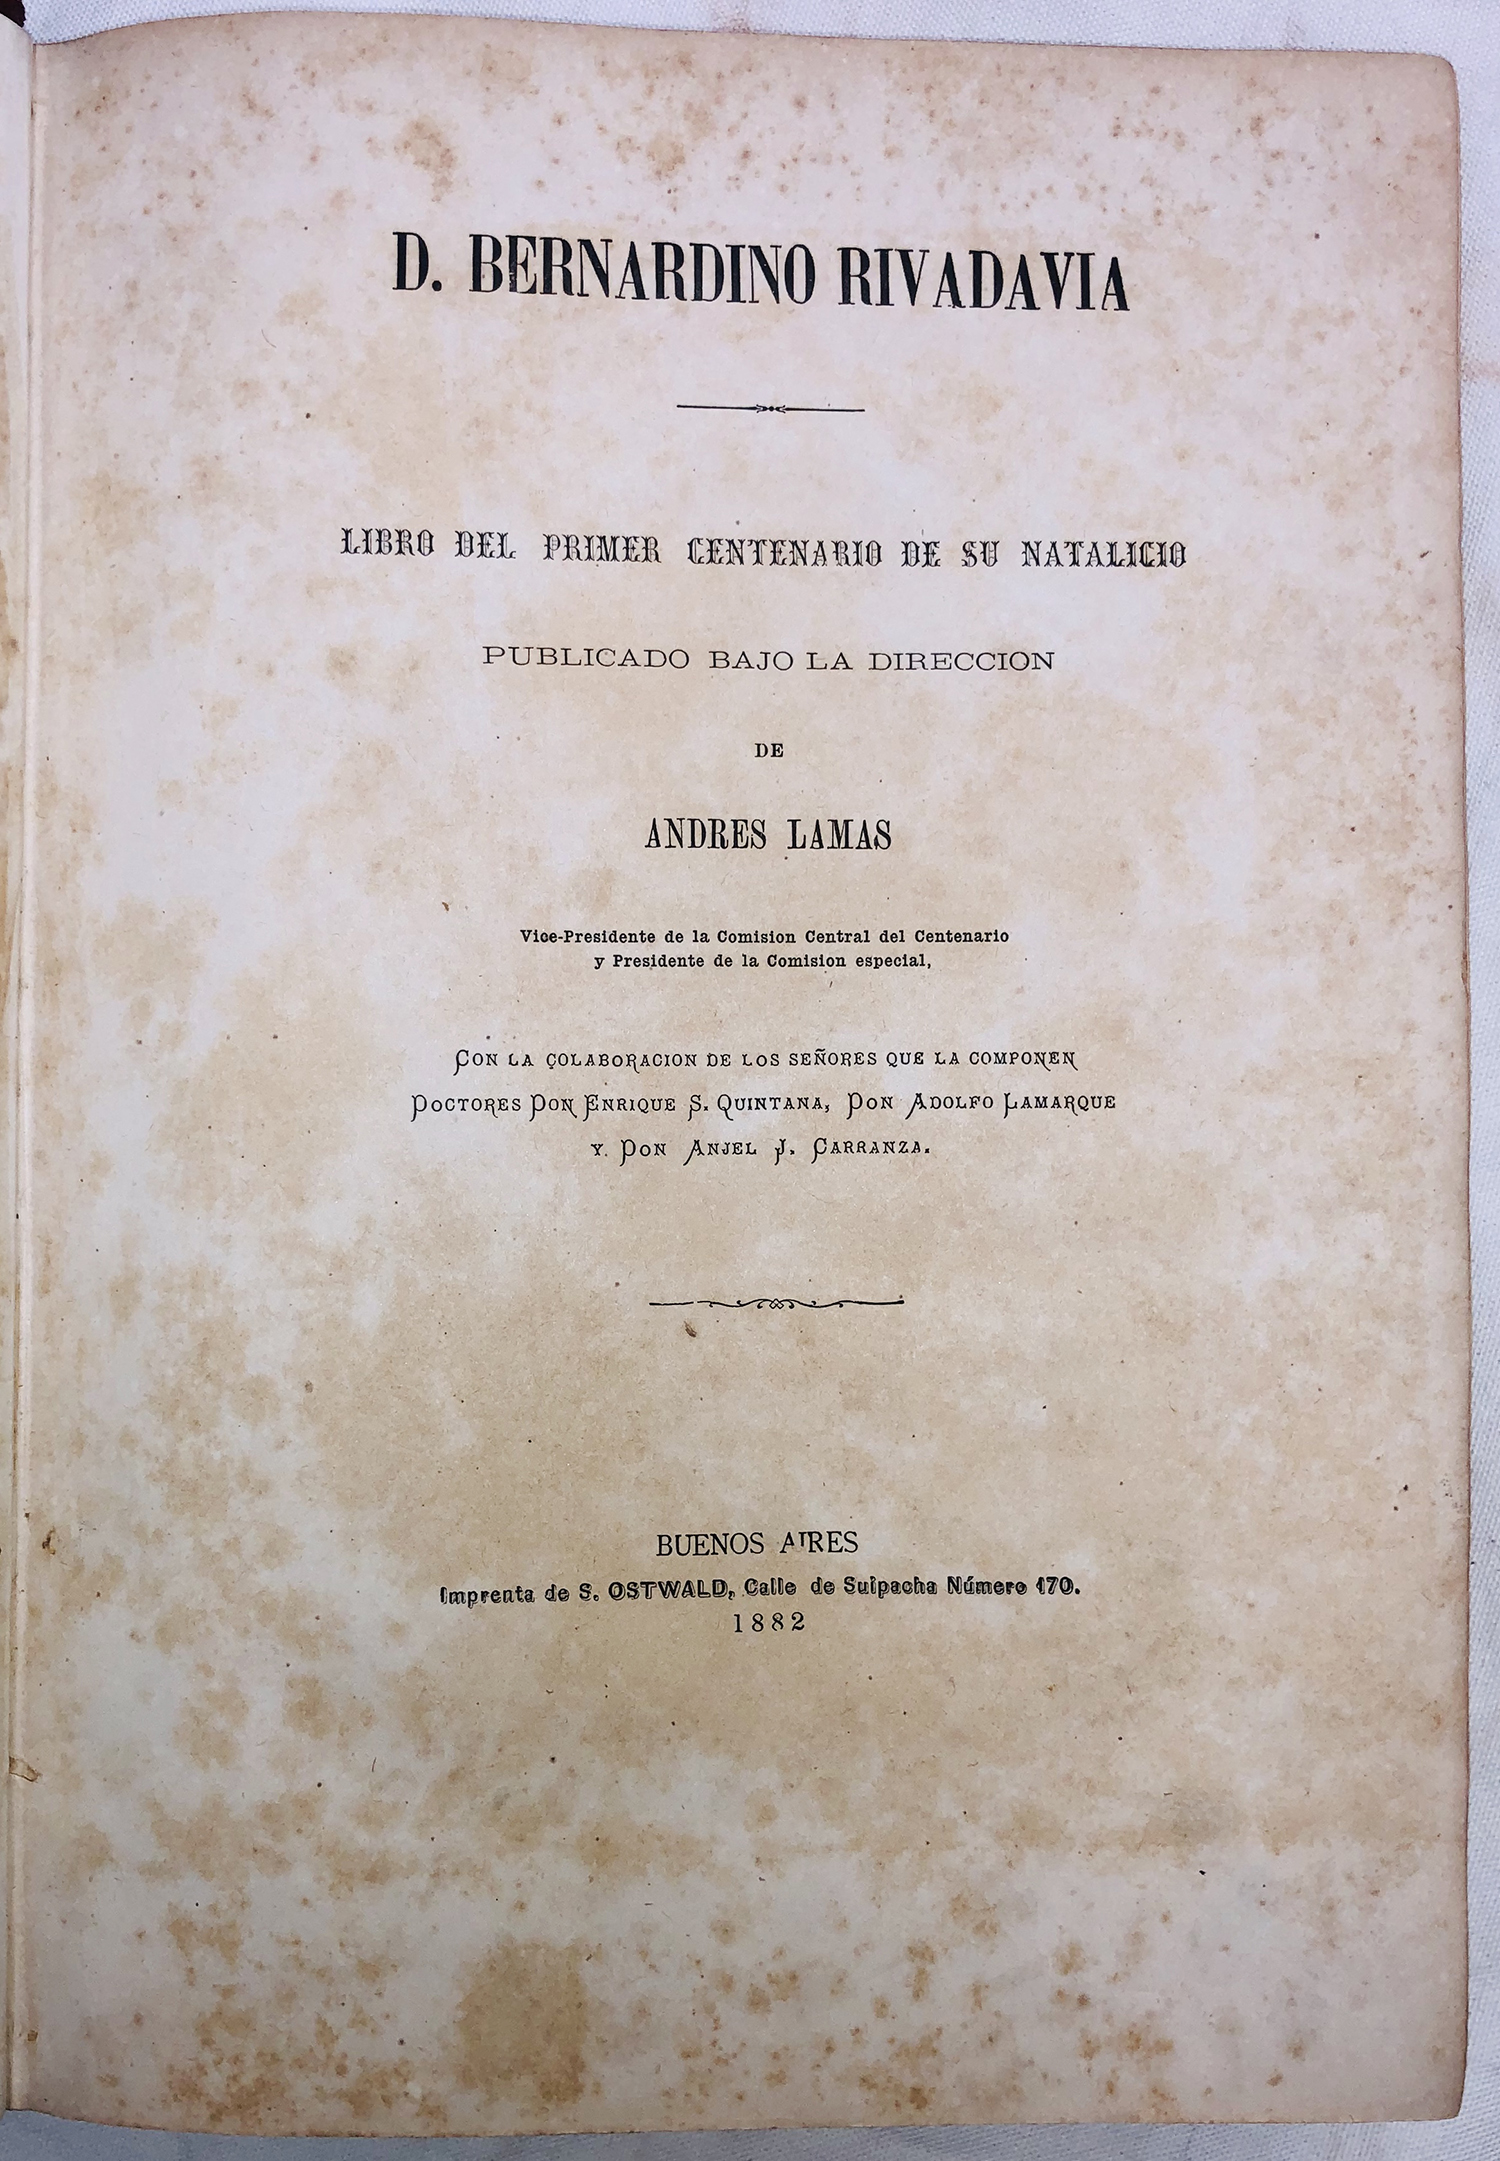 D. BERNARDINO RIVADAVIA
LIBRO DEL PRIMER CENTENARIO DE SU NATALICIO
PUBLICADO BAJO LA DIRECCION
DE
ANDRES LAMAS
Vice-Presidente de la Comision Central del Centenario
y Presidente de la Comision especial,
CON LA COLABORACION DE LOS SEÑORES QUE LA COMPONEN
DOCTORES DON ENRIQUE S. QUINTANA, DON ADOLFO LAMARQUE
Y. DON ANJEL J. CARRANZA.
BUENOS AIRES
Imprenta de S. OSTWALD, Calle de Suipacha Número 170.
1882